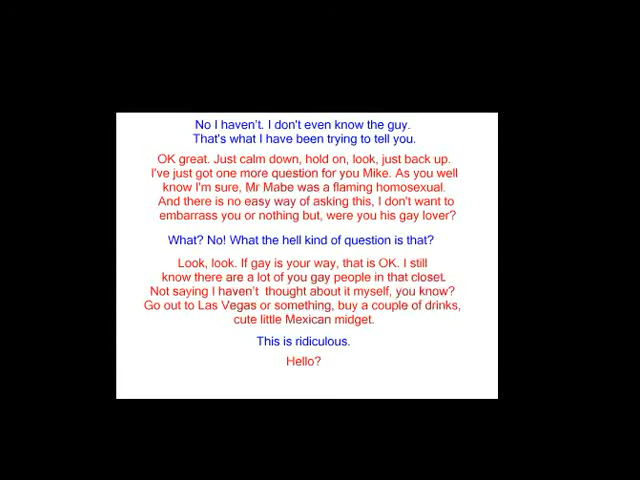 No I haven't. I don't even know the guy.
That's what I have been trying to tell you.
OK great. Just calm down, hold on, look, just back up.
I've just got one more question for you Mike. As you well
know I'm sure, Mr Mabe was a flaming homosexual.
And there is no easy way of asking this, I don't want to
embarrass you or nothing but, were you his gay lover?
What? No! What the hell kind of question is that?
Look, look. If gay is your way, that is OK. I still
know there are a lot of you gay people in that closet.
Not saying I haven't thought about it myself, you know?
Go out to Las Vegas or something, buy a couple of drinks,
cute little Mexican midget.
This is ridiculous.
Hello?